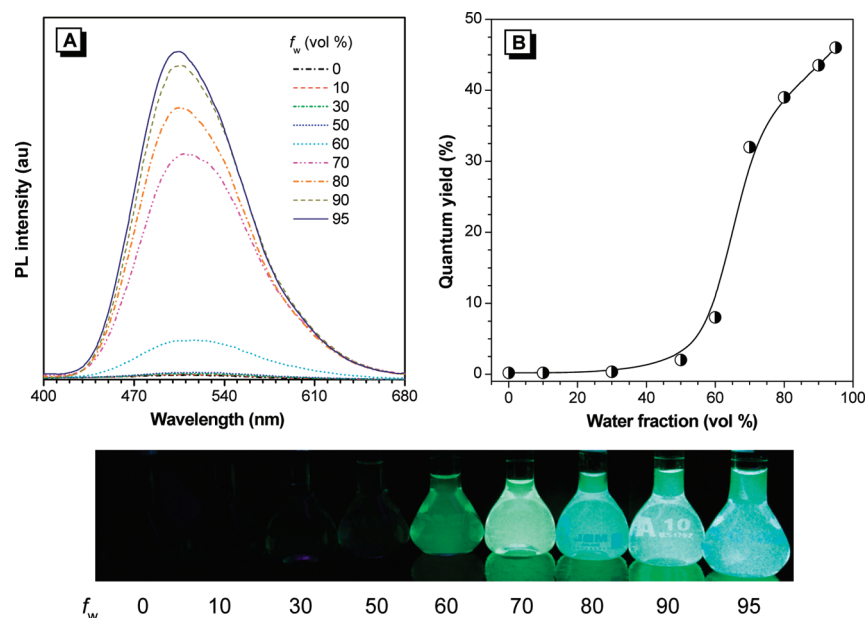 A
f_w (vol %)
0
10
30
50
60
70
80
90
95
PL intensity (au)
400 470 540 610 680
Wavelength (nm)
B
50
40
30
20
10
0
Quantum yield (%)
0 20 40 60 80 100
Water fraction (vol %)
A 10
f_w 0 10 30 50 60 70 80 90 95